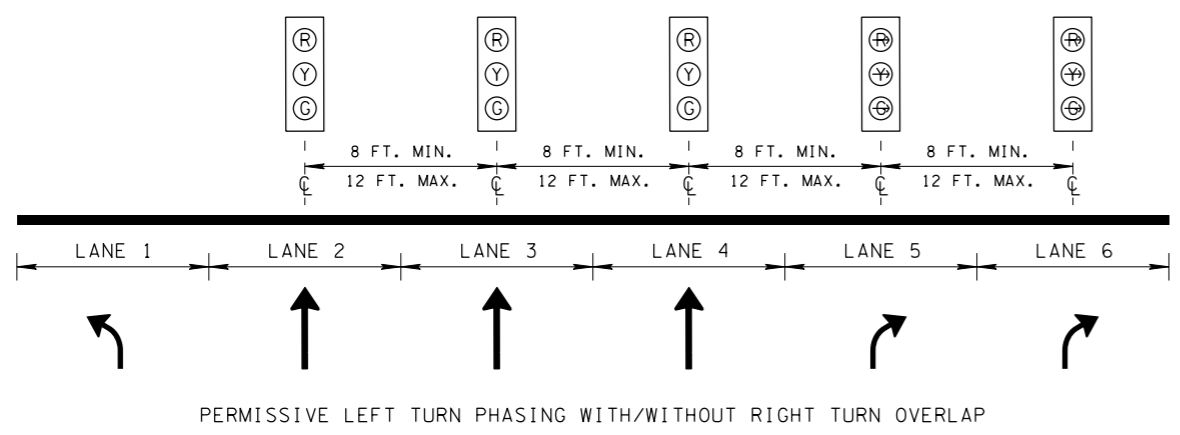 R R R R R
Y Y Y Y Y
G G G G G
8 FT. MIN. 8 FT. MIN. 8 FT. MIN. 8 FT. MIN.
12 FT. MAX. 12 FT. MAX. 12 FT. MAX. 12 FT. MAX.
℄ ℄ ℄ ℄ ℄
LANE 1 LANE 2 LANE 3 LANE 4 LANE 5 LANE 6
PERMISSIVE LEFT TURN PHASING WITH/WITHOUT RIGHT TURN OVERLAP